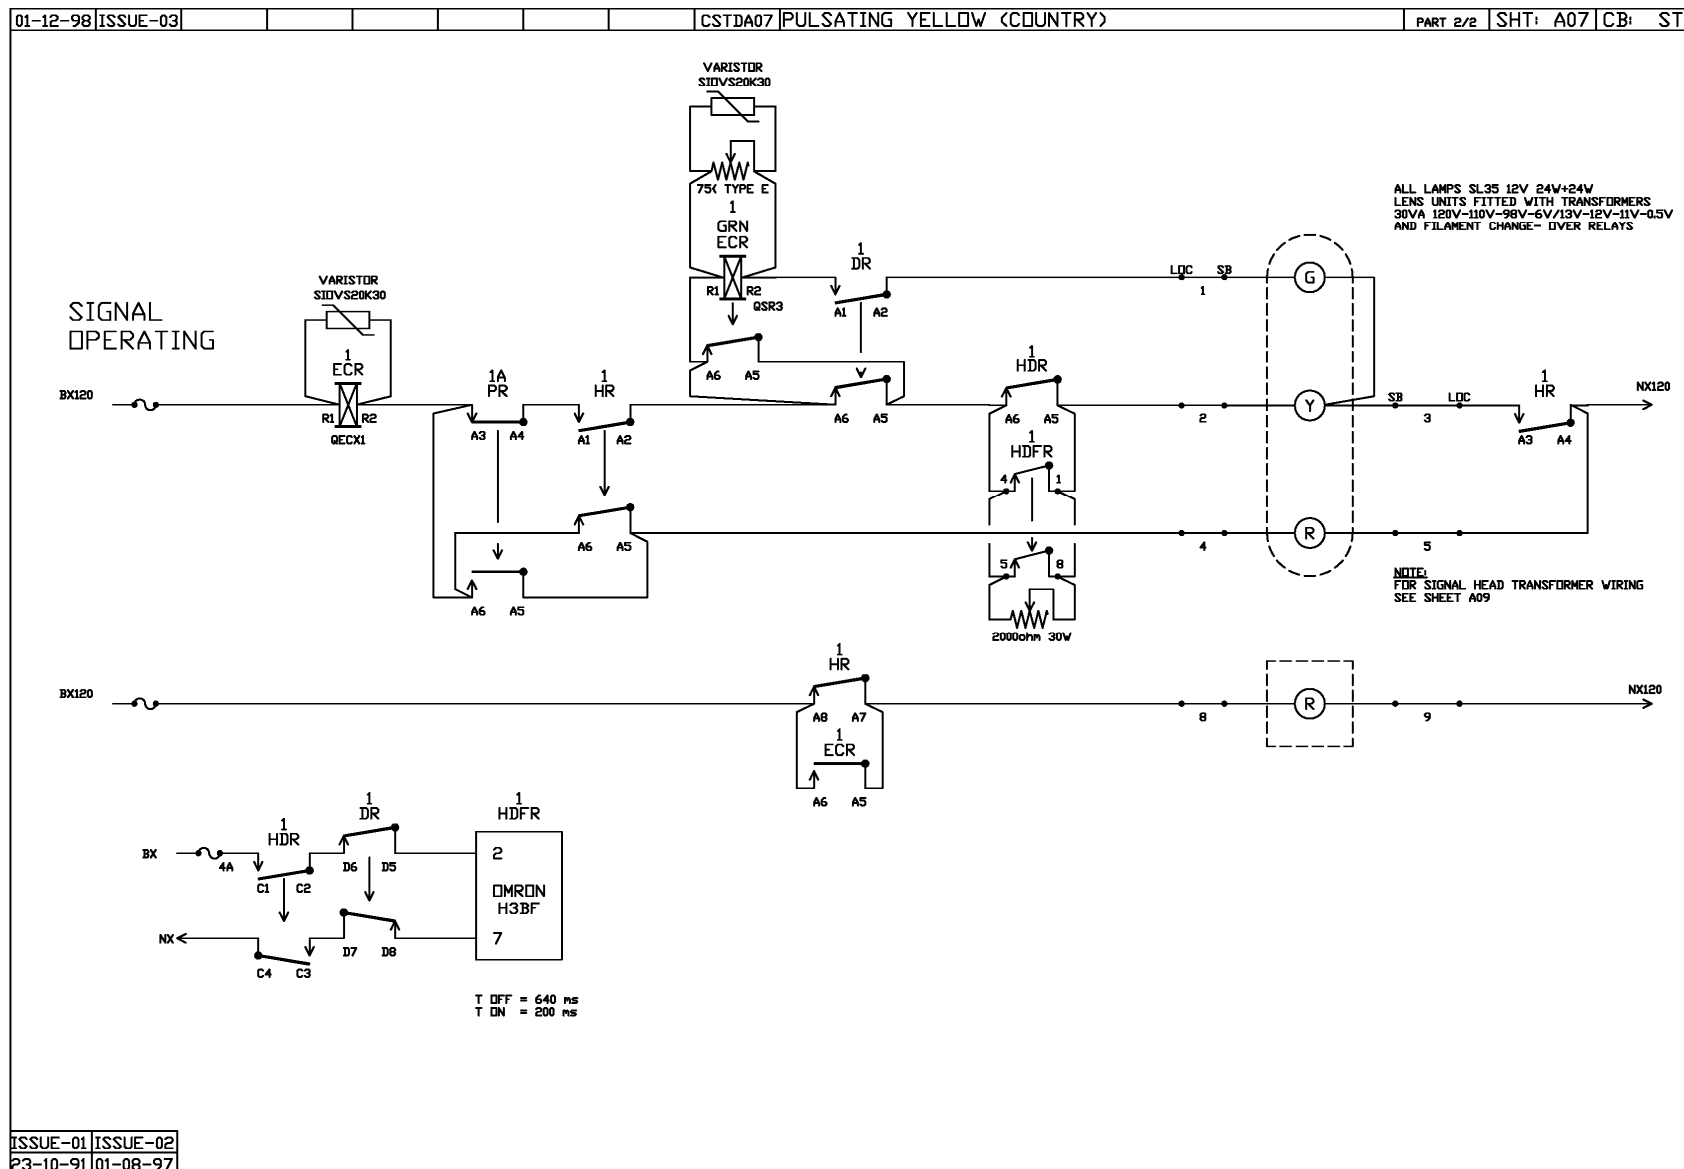 01-12-98 ISSUE-03 CSTDA07 PULSATING YELLOW (COUNTRY) PART 2/2 SHT: A07 CB: ST
VARISTOR
SIOVS20K30
75< TYPE E
1
GRN
ECR
R1 R2
QSR3
1
DR
A1 A2
A6 A5
A6 A5
ALL LAMPS SL35 12V 24W+24W
LENS UNITS FITTED WITH TRANSFORMERS
30VA 120V-110V-98V-6V/13V-12V-11V-0.5V
AND FILAMENT CHANGE- OVER RELAYS
LOC SB
1
G
SIGNAL
OPERATING
VARISTOR
SIOVS20K30
1
ECR
BX120
R1 R2
QECX1
1A
PR
A3 A4
1
HR
A1 A2
1
HDR
A6 A5
2
Y
SB LOC
3
1
HR
A3 A4
NX120
1
HDFR
4 1
A6 A5
A6 A5
4
R
5
5 8
2000ohm 30W
NOTE:
FOR SIGNAL HEAD TRANSFORMER WIRING
SEE SHEET A09
BX120
1
HR
A8 A7
1
ECR
A6 A5
8
R
9
NX120
BX
4A
1
HDR
C1 C2
1
DR
D6 D5
1
HDFR
2
OMRON
H3BF
7
NX
C4 C3
D7 D8
T OFF = 640 ms
T ON = 200 ms
ISSUE-01 ISSUE-02
23-10-91 01-08-97